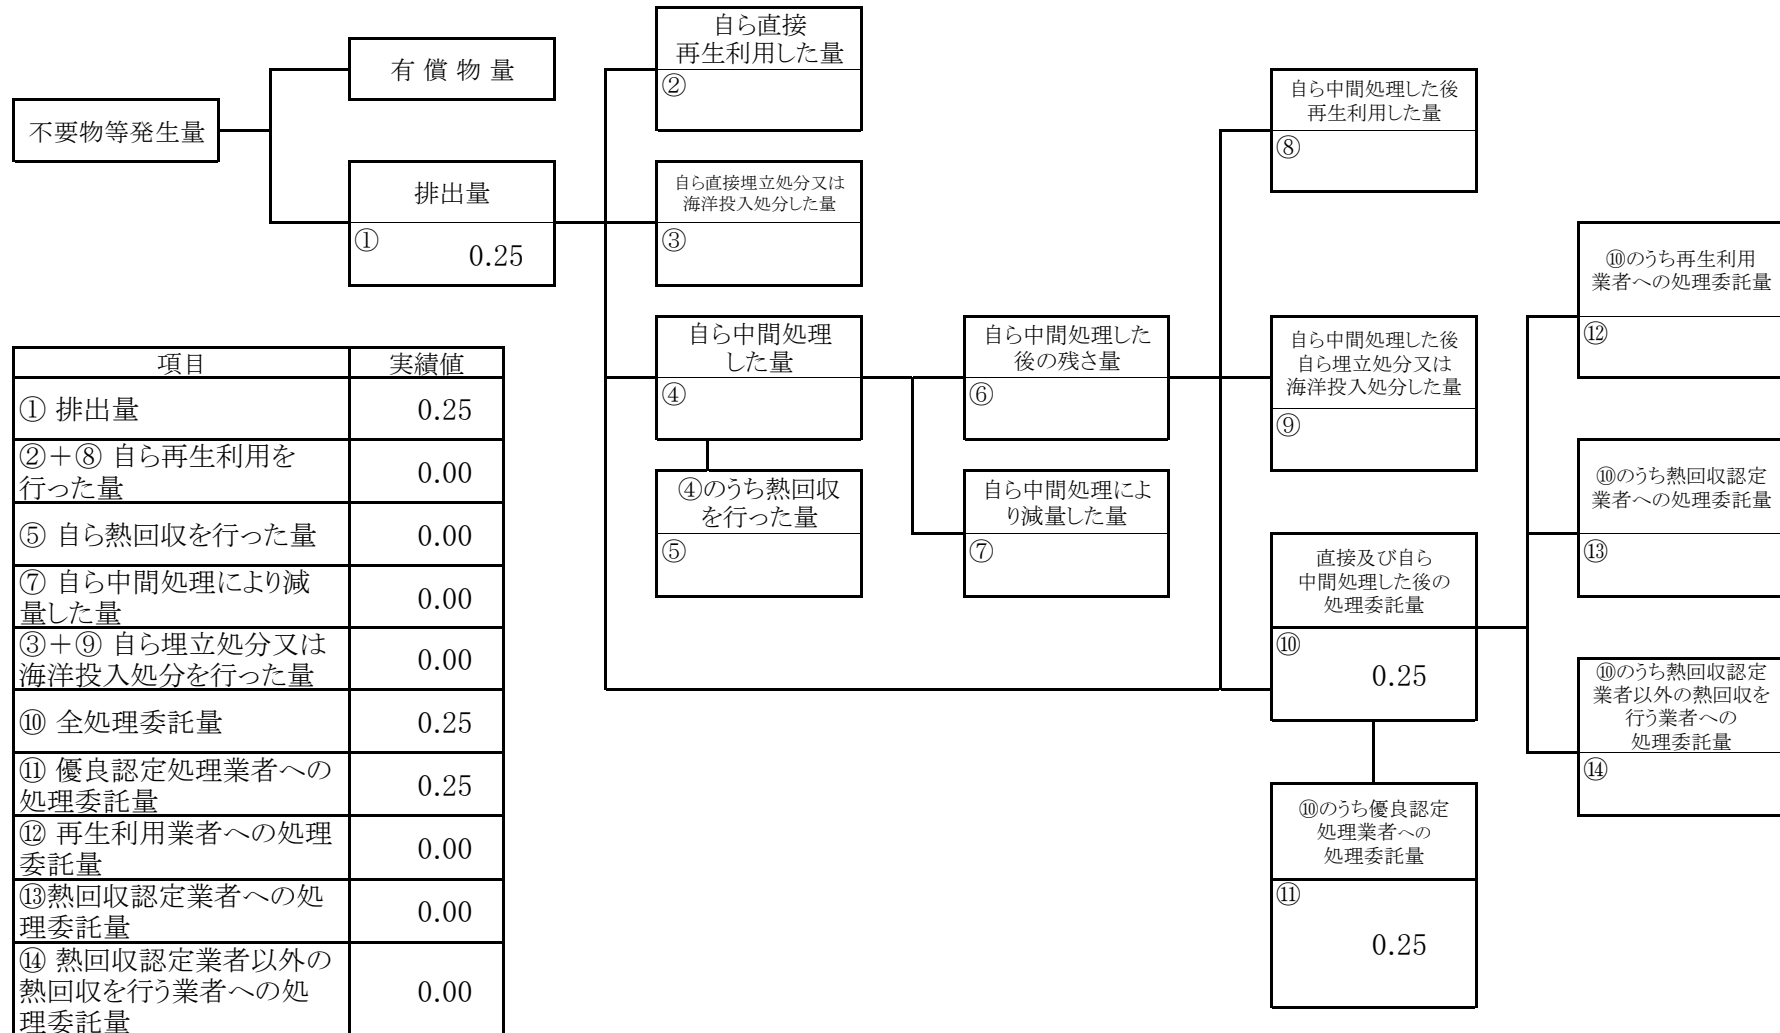 不要物等発生量
有 償 物 量
排出量
①
0.25
自ら直接
再生利用した量
②
自ら直接埋立処分又は
海洋投入処分した量
③
自ら中間処理
した量
④
④のうち熱回収
を行った量
⑤
自ら中間処理した
後の残さ量
⑥
自ら中間処理によ
り減量した量
⑦
自ら中間処理した後
再生利用した量
⑧
自ら中間処理した後
自ら埋立処分又は
海洋投入処分した量
⑨
直接及び自ら
中間処理した後の
処理委託量
⑩
0.25
⑩のうち優良認定
処理業者への
処理委託量
⑪
0.25
⑩のうち再生利用
業者への処理委託量
⑫
⑩のうち熱回収認定
業者への処理委託量
⑬
⑩のうち熱回収認定
業者以外の熱回収を
行う業者への
処理委託量
⑭
項目 実績値
① 排出量 0.25
②＋⑧ 自ら再生利用を
行った量 0.00
⑤ 自ら熱回収を行った量 0.00
⑦ 自ら中間処理により減
量した量 0.00
③＋⑨ 自ら埋立処分又は
海洋投入処分を行った量 0.00
⑩ 全処理委託量 0.25
⑪ 優良認定処理業者への
処理委託量 0.25
⑫ 再生利用業者への処理
委託量 0.00
⑬熱回収認定業者への処
理委託量 0.00
⑭ 熱回収認定業者以外の
熱回収を行う業者への処
理委託量 0.00